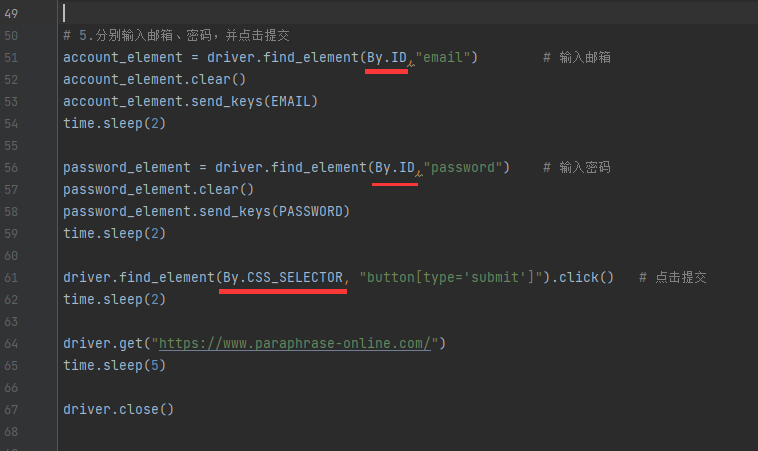 49
50 # 5.分别输入邮箱、密码，并点击提交
51 account_element = driver.find_element(By.ID,"email") # 输入邮箱
52 account_element.clear()
53 account_element.send_keys(EMAIL)
54 time.sleep(2)
55
56 password_element = driver.find_element(By.ID,"password") # 输入密码
57 password_element.clear()
58 password_element.send_keys(PASSWORD)
59 time.sleep(2)
60
61 driver.find_element(By.CSS_SELECTOR, "button[type='submit']").click() # 点击提交
62 time.sleep(2)
63
64 driver.get("https://www.paraphrase-online.com/")
65 time.sleep(5)
66
67 driver.close()
68